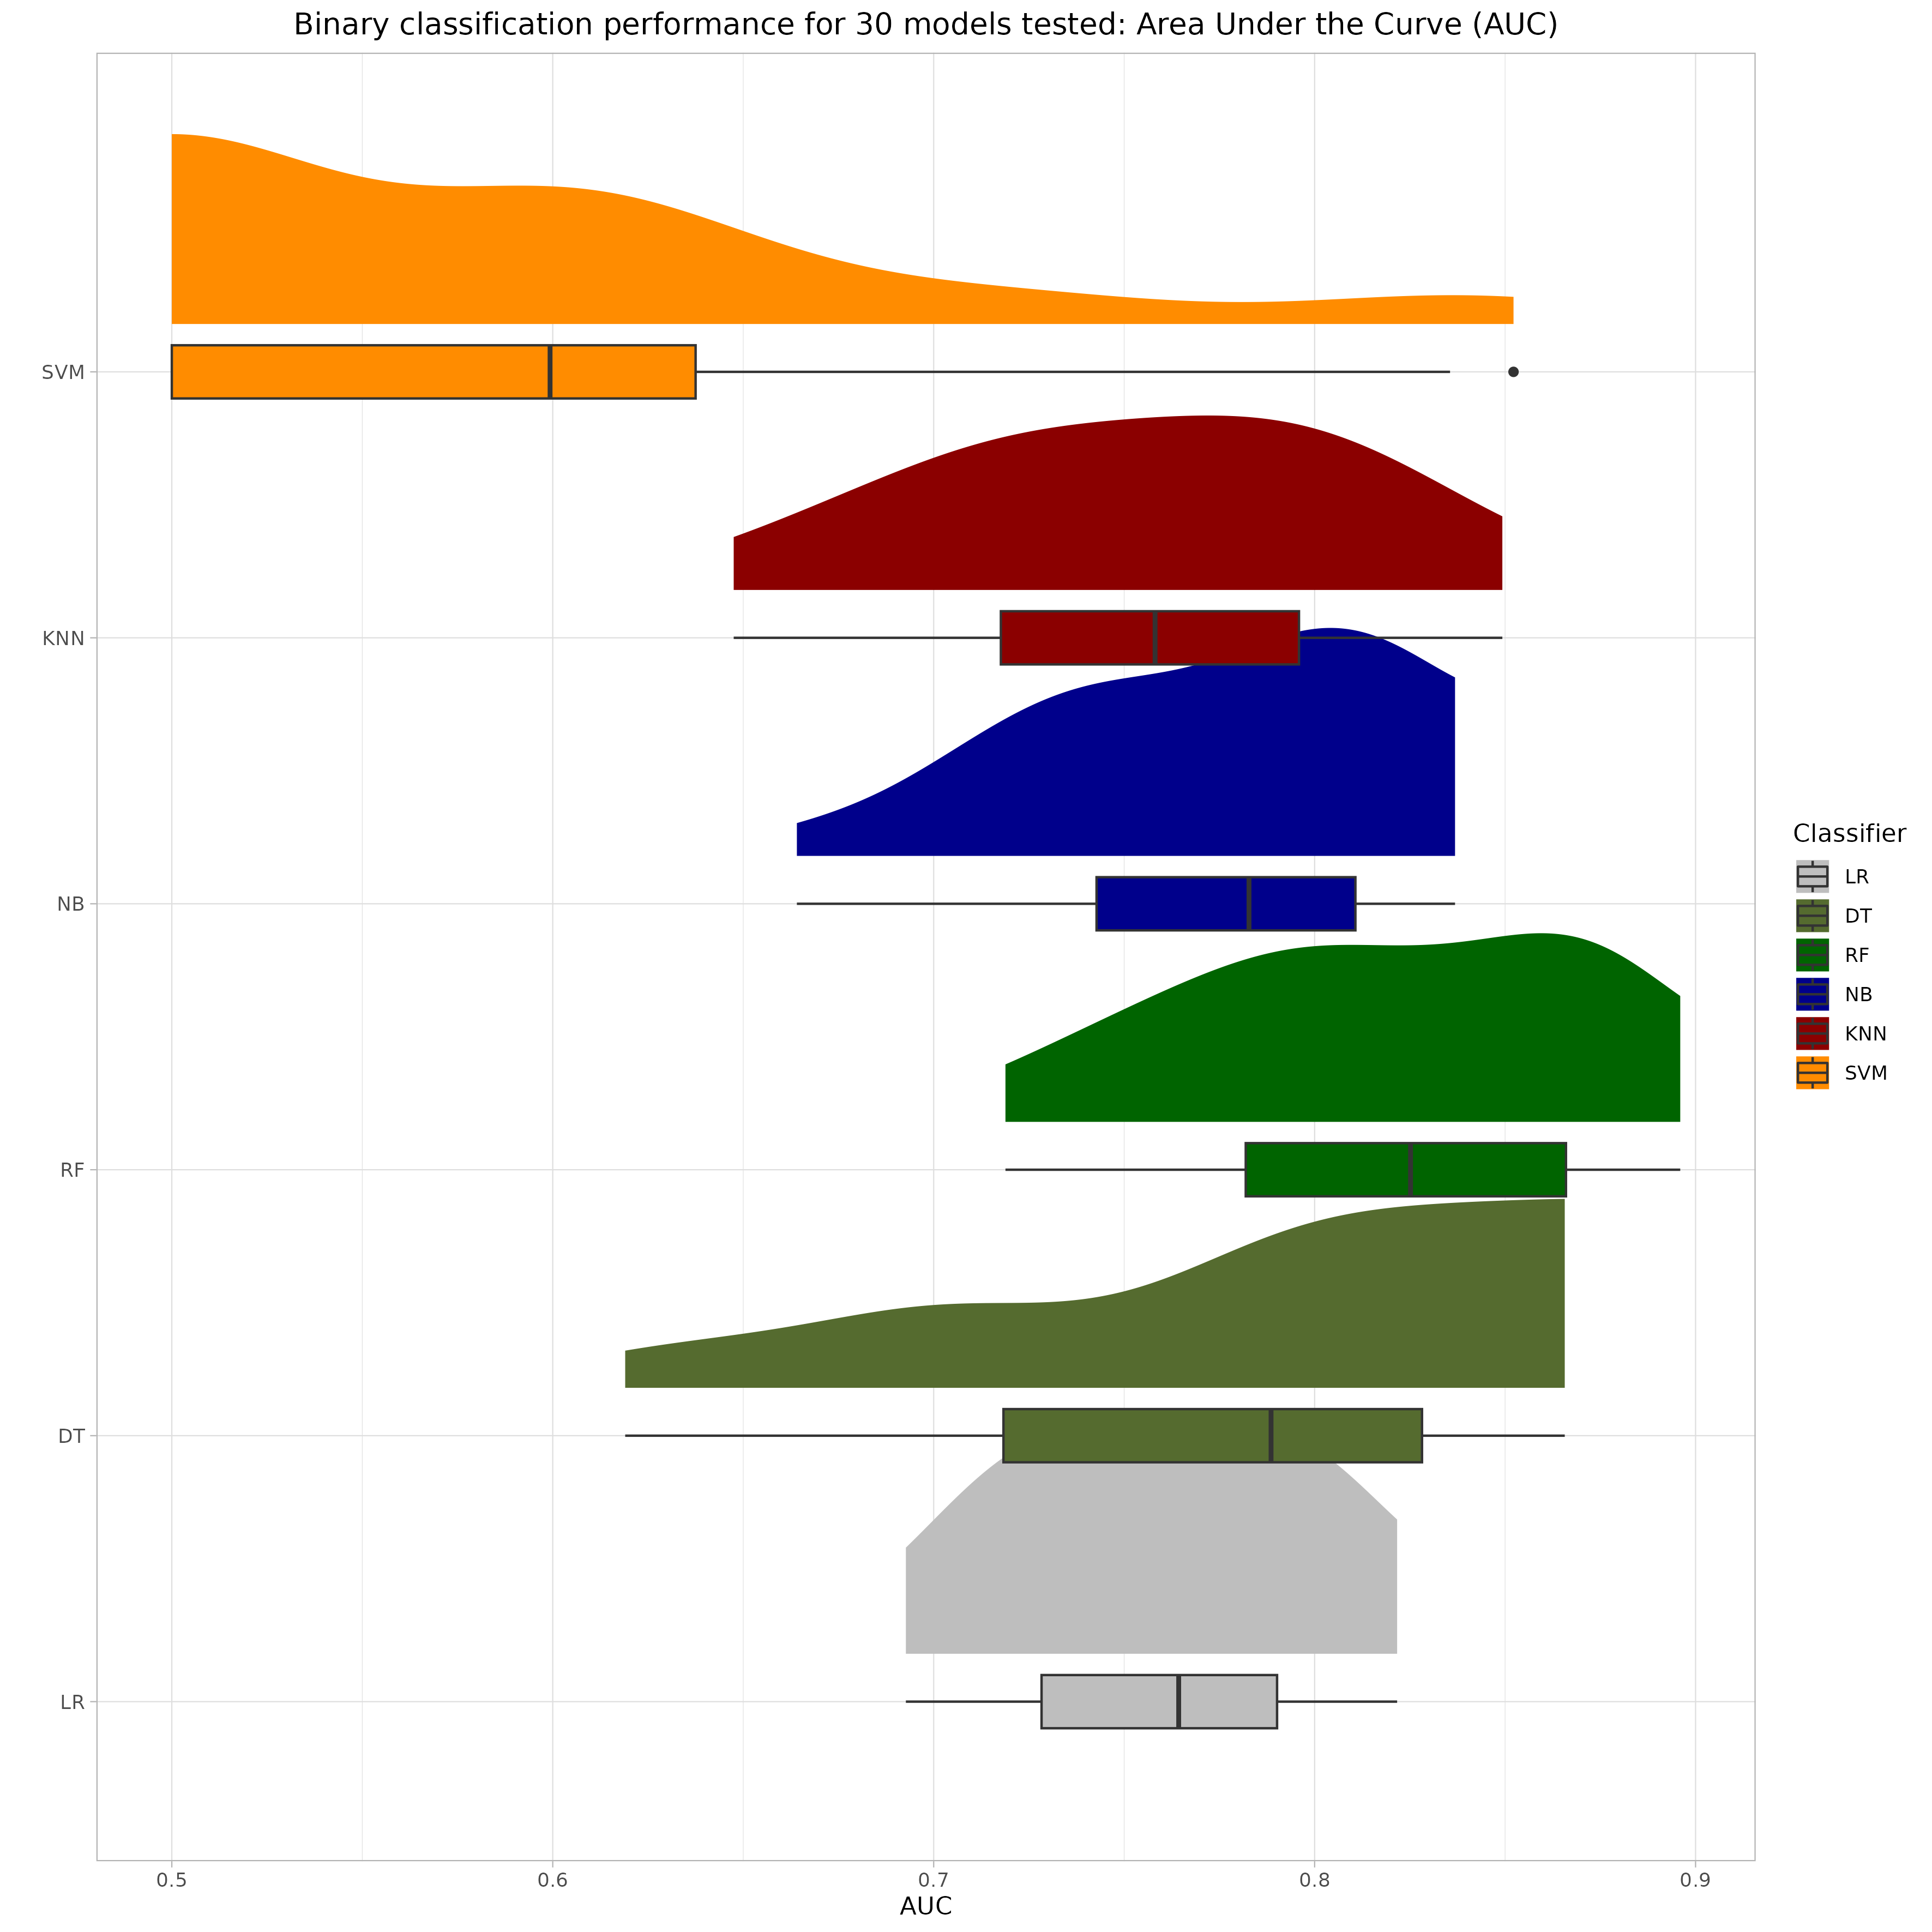 Binary classification performance for 30 models tested: Area Under the Curve (AUC)
SVM
KNN
NB
RF
DT
LR
0.5 0.6 0.7 0.8 0.9
AUC
Classifier
LR
DT
RF
NB
KNN
SVM